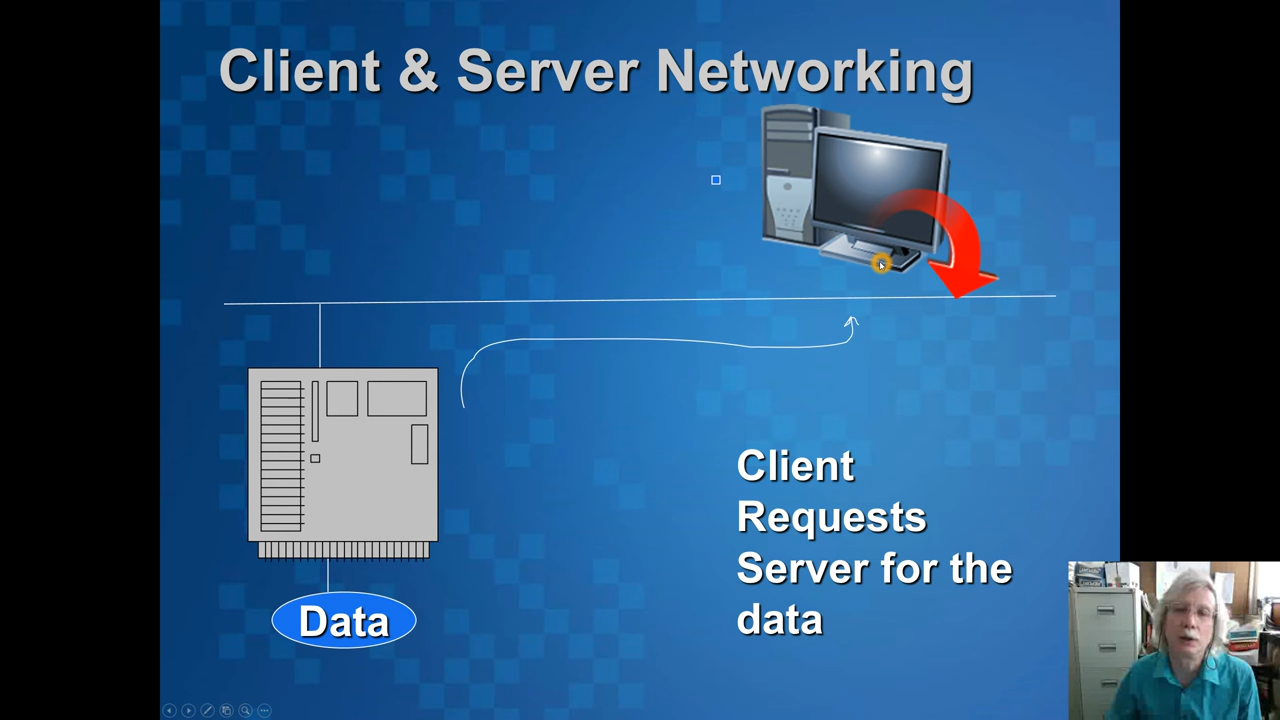 Client & Server Networking
Client
Requests
Server for the
data
Data